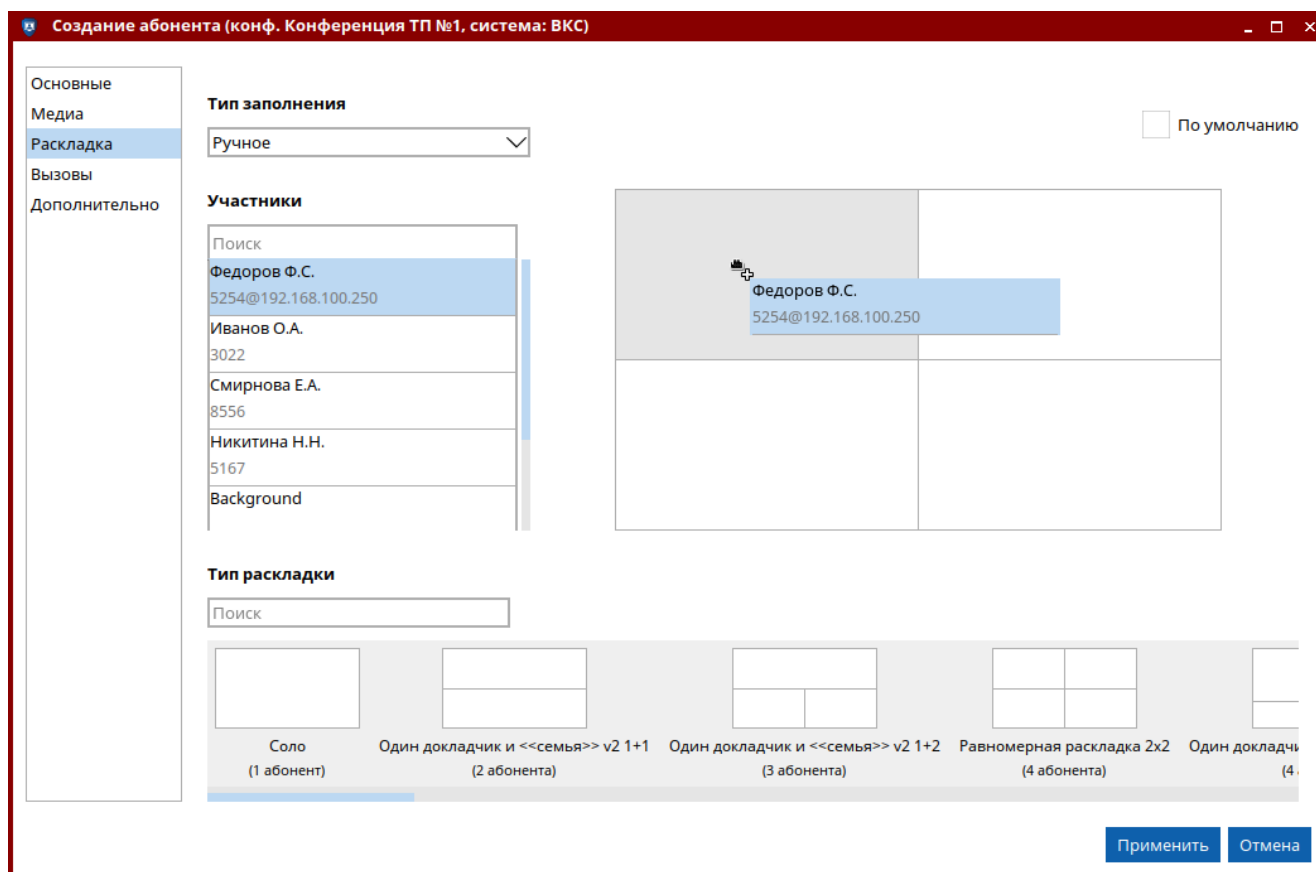 Создание абонента (конф. Конференция ТП №1, система: ВКС)
Основные
Медиа
Раскладка
Вызовы
Дополнительно
Тип заполнения
Ручное
По умолчанию
Участники
Поиск
Федоров Ф.С.
5254@192.168.100.250
Иванов О.А.
3022
Смирнова Е.А.
8556
Никитина Н.Н.
5167
Background
Федоров Ф.С.
5254@192.168.100.250
Тип раскладки
Поиск
Соло
(1 абонент)
Один докладчик и <<семья>> v2 1+1
(2 абонента)
Один докладчик и <<семья>> v2 1+2
(3 абонента)
Равномерная раскладка 2x2
(4 абонента)
Один
(4
Применить
Отмена